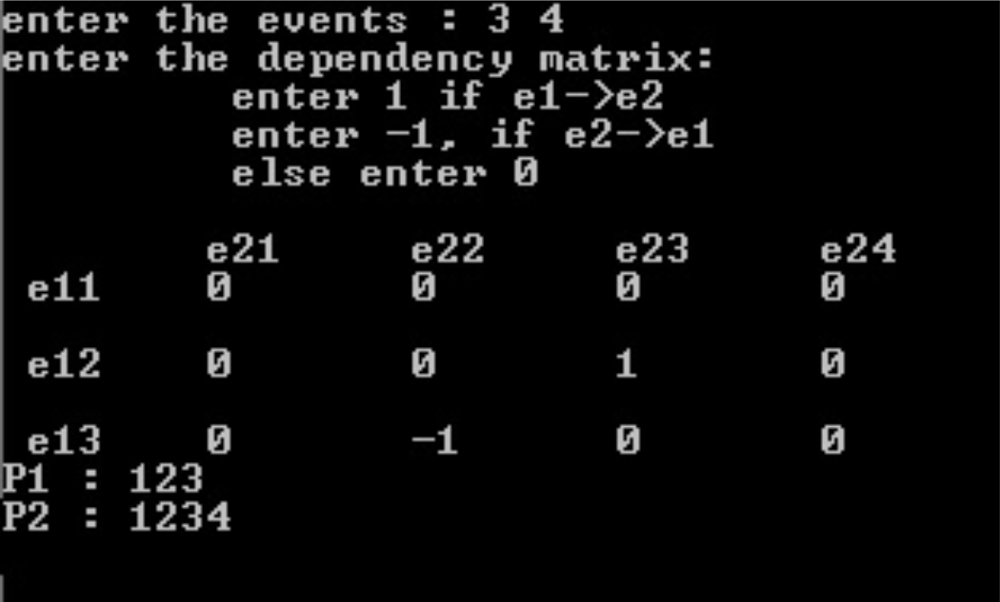 enter the events : 3 4
enter the dependency matrix:
enter 1 if e1->e2
enter -1, if e2->e1
else enter 0
e21 e22 e23 e24
e11 0 0 0 0
e12 0 0 1 0
e13 0 -1 0 0
P1 : 123
P2 : 1234